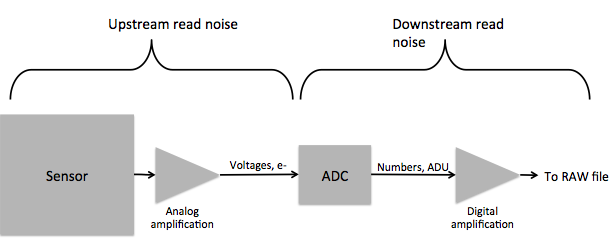 Upstream read noise
Downstream read
noise
Sensor
Voltages, e-
ADC
Numbers, ADU
To RAW file
Analog
amplification
Digital
amplification